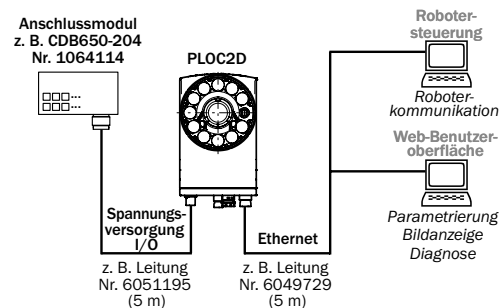 Anschlussmodul
z. B. CDB650-204
Nr. 1064114
PLOC2D
Roboter-
steuerung
Roboter-
kommunikation
Web-Benutzer-
oberfläche
Parametrierung
Bildanzeige
Diagnose
Spannungs-
versorgung
I/O
z. B. Leitung
Nr. 6051195
(5 m)
Ethernet
z. B. Leitung
Nr. 6049729
(5 m)